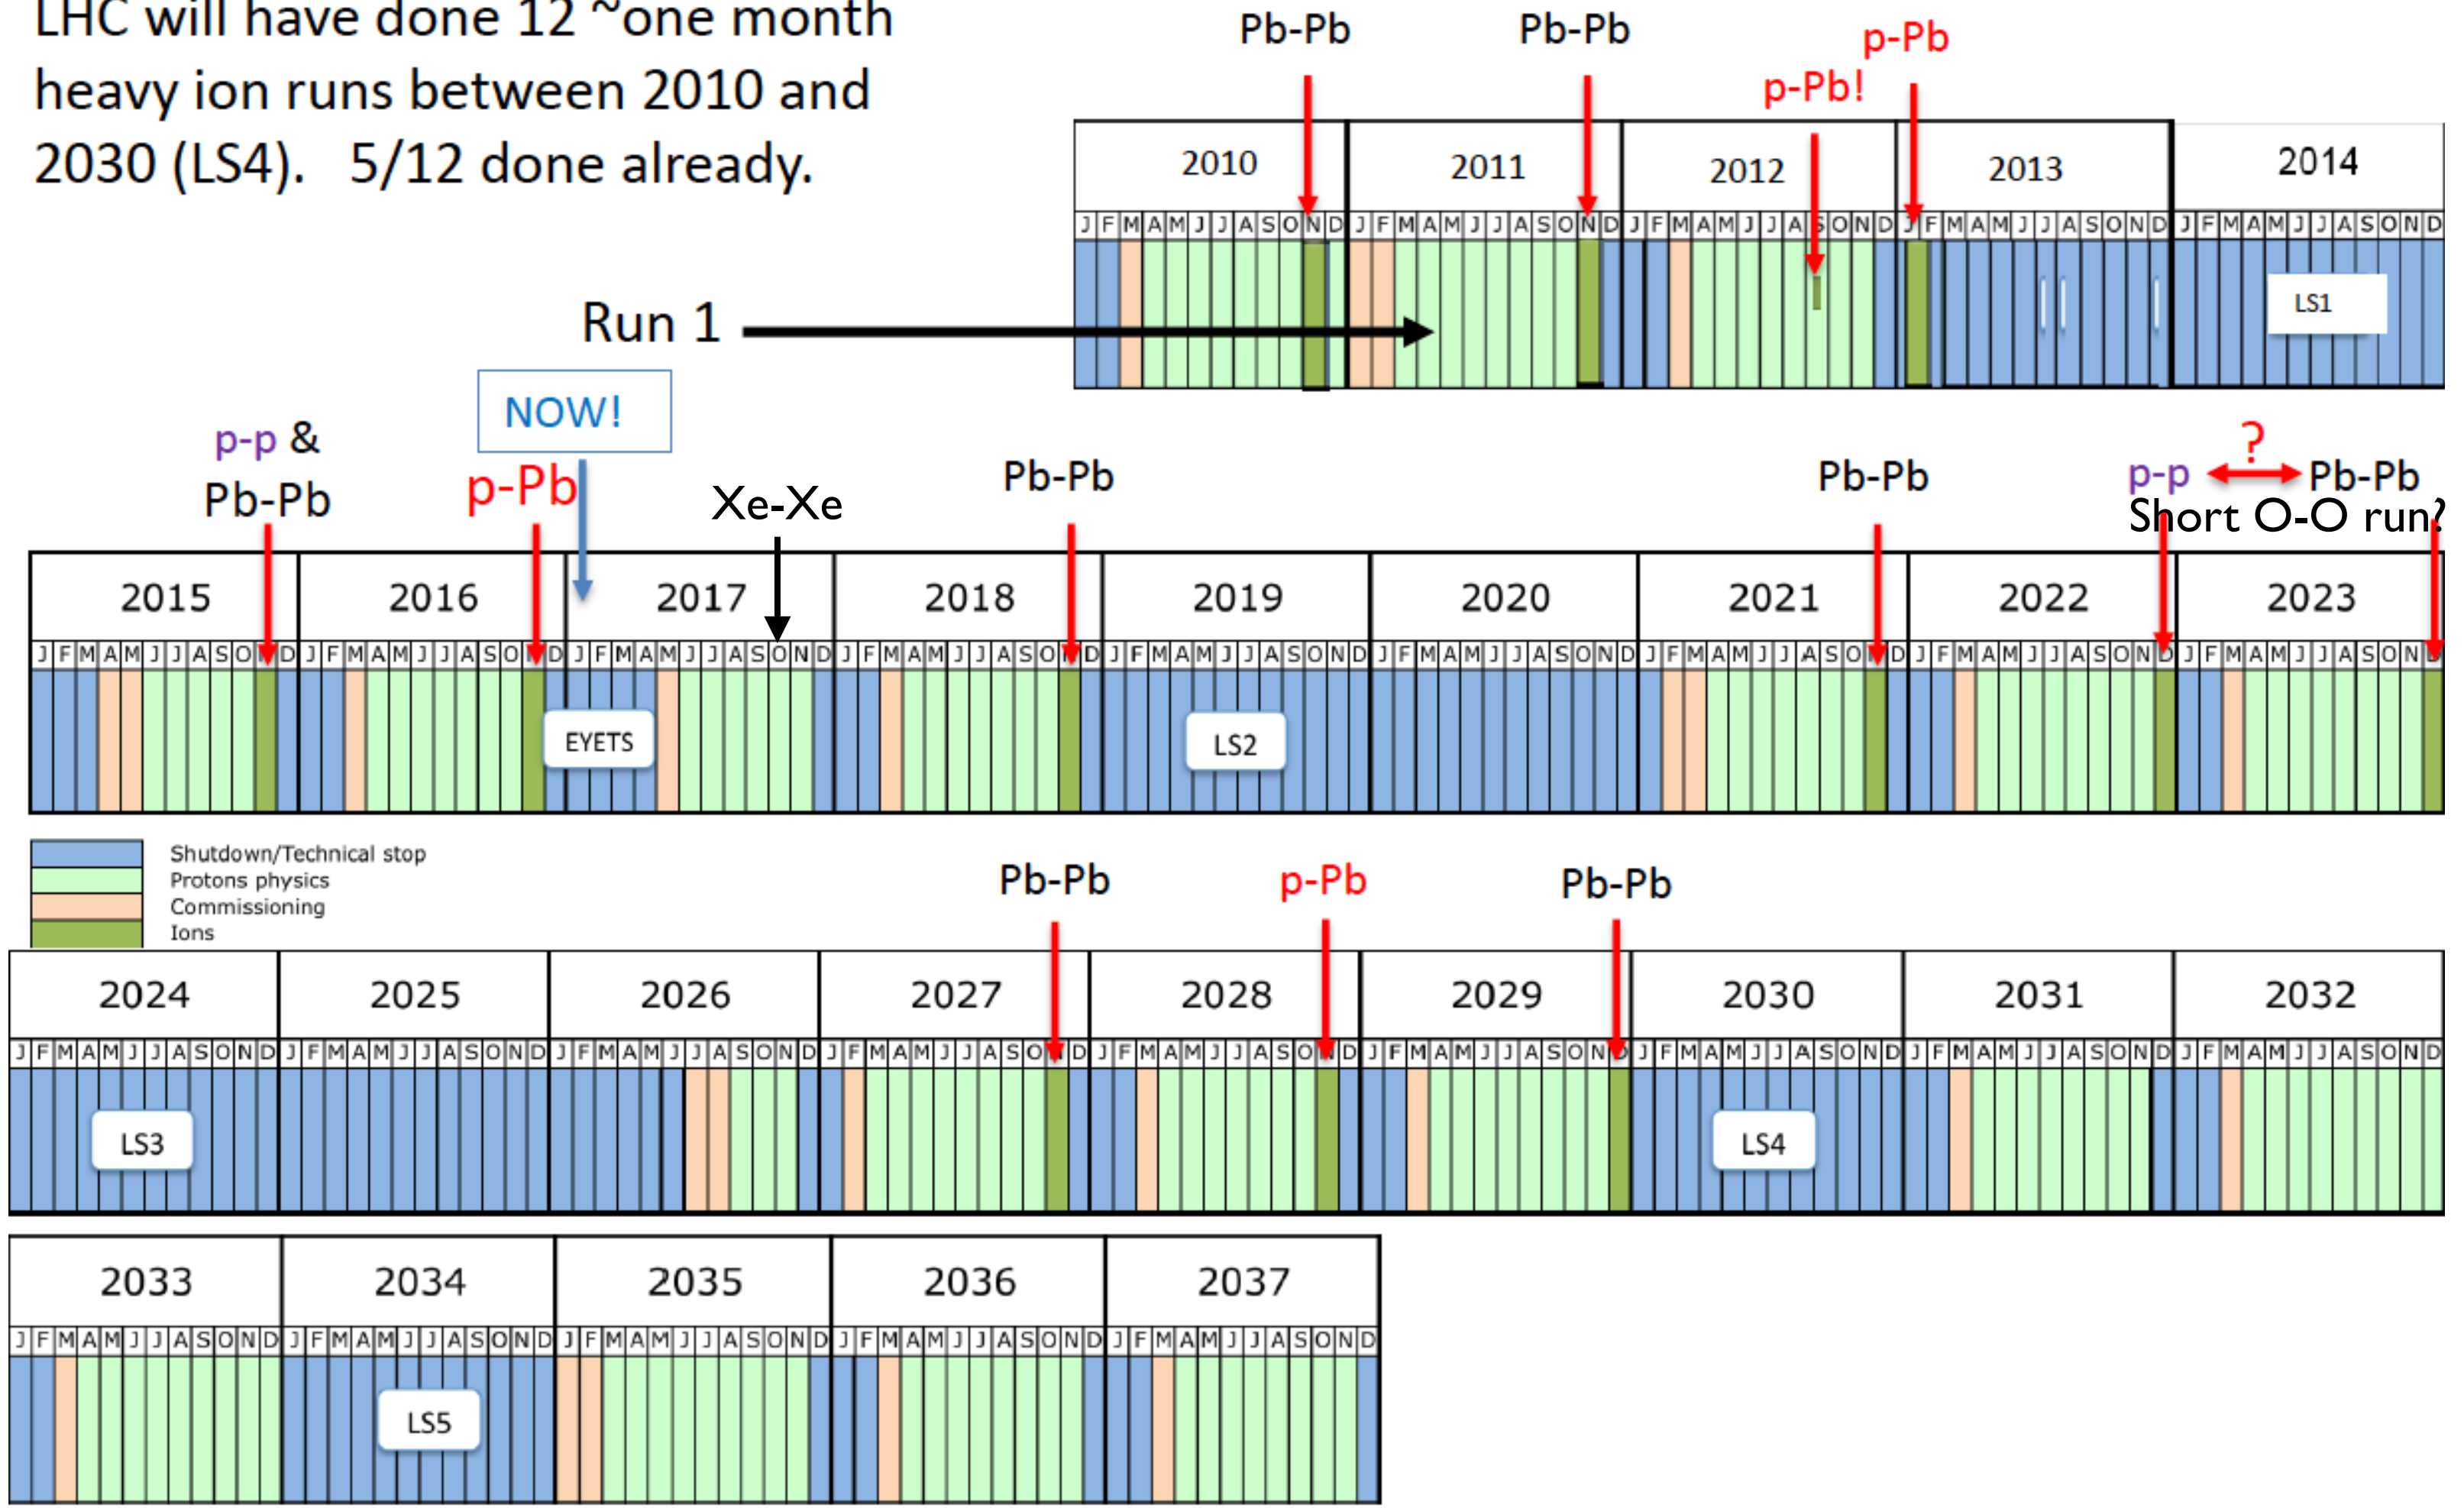 LHC will have done 12 ~one month
heavy ion runs between 2010 and
2030 (LS4). 5/12 done already.
Pb-Pb Pb-Pb p-Pb
p-Pb!
2010 2011 2012 2013 2014
J F M A M J J A S O N D J F M A M J J A S O N D J F M A M J J A S O N D J F M A M J J A S O N D J F M A M J J A S O N D
LS1
Run 1
NOW!
p-p &
Pb-Pb p-Pb Xe-Xe Pb-Pb Pb-Pb p-p ? Pb-Pb
Short O-O run?
2015 2016 2017 2018 2019 2020 2021 2022 2023
J F M A M J J A S O N D J F M A M J J A S O N D J F M A M J J A S O N D J F M A M J J A S O N D J F M A M J J A S O N D J F M A M J J A S O N D J F M A M J J A S O N D J F M A M J J A S O N D J F M A M J J A S O N D
EYETS LS2
Shutdown/Technical stop
Protons physics
Commissioning
Ions
Pb-Pb p-Pb Pb-Pb
2024 2025 2026 2027 2028 2029 2030 2031 2032
J F M A M J J A S O N D J F M A M J J A S O N D J F M A M J J A S O N D J F M A M J J A S O N D J F M A M J J A S O N D J F M A M J J A S O N D J F M A M J J A S O N D J F M A M J J A S O N D J F M A M J J A S O N D
LS3 LS4
2033 2034 2035 2036 2037
J F M A M J J A S O N D J F M A M J J A S O N D J F M A M J J A S O N D J F M A M J J A S O N D J F M A M J J A S O N D
LS5